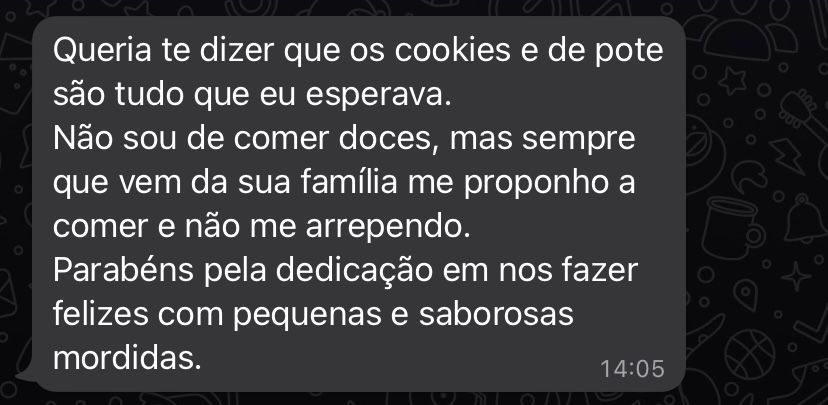 Queria te dizer que os cookies e de pote
são tudo que eu esperava.
Não sou de comer doces, mas sempre
que vem da sua família me proponho a
comer e não me arrependo.
Parabéns pela dedicação em nos fazer
felizes com pequenas e saborosas
mordidas.
14:05